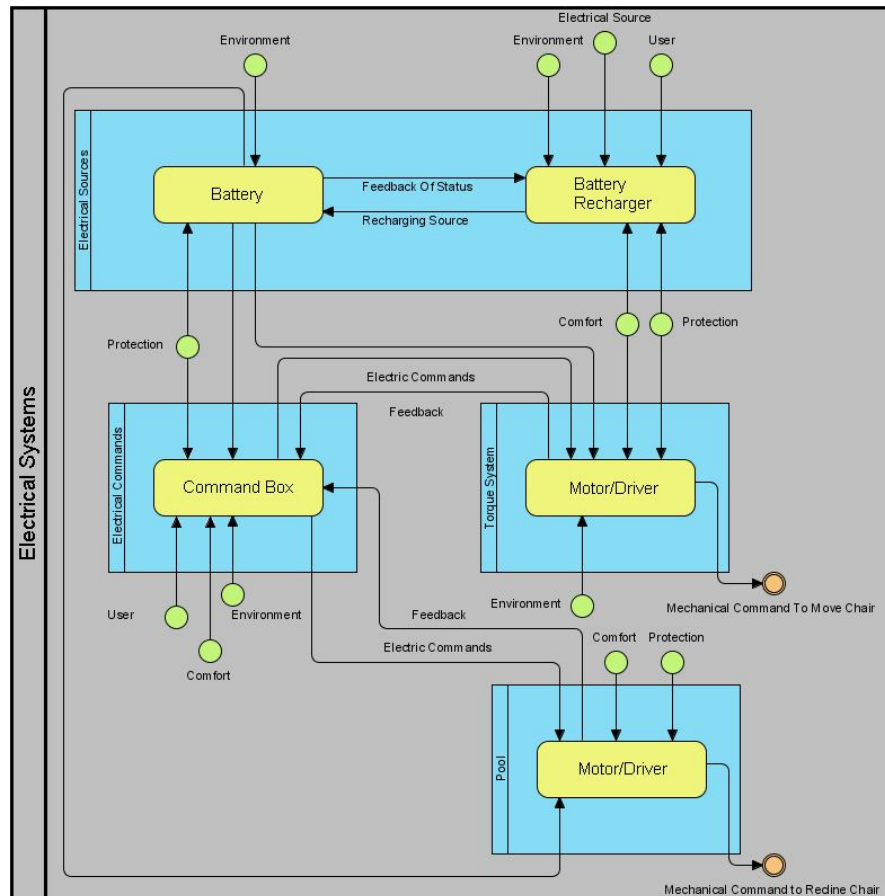 Electrical Source
Environment
Environment
User
Electrical Systems
Electrical Sources
Battery
Feedback Of Status
Recharging Source
Battery
Recharger
Protection
Comfort
Protection
Electric Commands
Feedback
Electrical Commands
Command Box
Torque System
Motor/Driver
User
Environment
Comfort
Environment
Mechanical Command To Move Chair
Feedback
Electric Commands
Comfort
Protection
Pool
Motor/Driver
Mechanical Command to Recline Chair